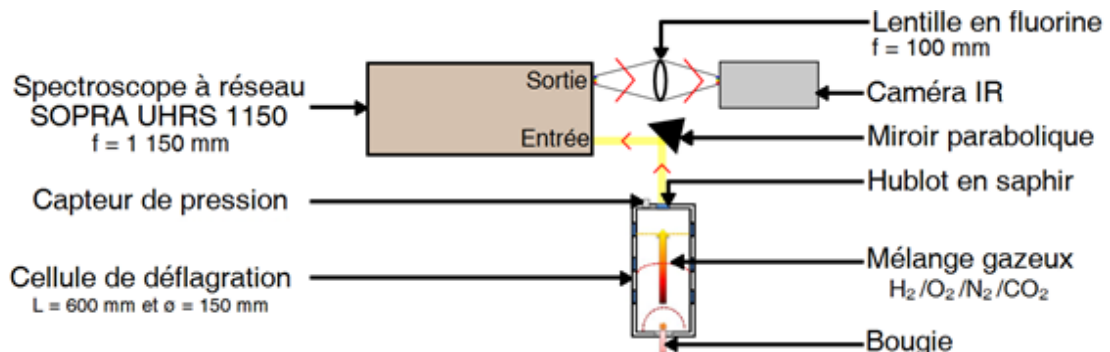 Lentille en fluorine
f = 100 mm
Spectroscope à réseau
SOPRA UHRS 1150
f = 1 150 mm
Sortie
Caméra IR
Entrée
Miroir parabolique
Hublot en saphir
Capteur de pression
Cellule de déflagration
L = 600 mm et ø = 150 mm
Mélange gazeux
H₂/O₂/N₂/CO₂
Bougie